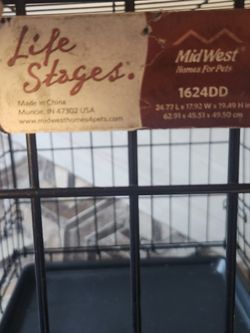 Life
Stages®
MidWest
Homes For Pets
1624DD
Made in China
Muncie, IN 47302 USA
www.midwesthomes4pets.com
24.77 L x 17.92 W x 19.49 H in
62.91 x 45.51 x 49.50 cm